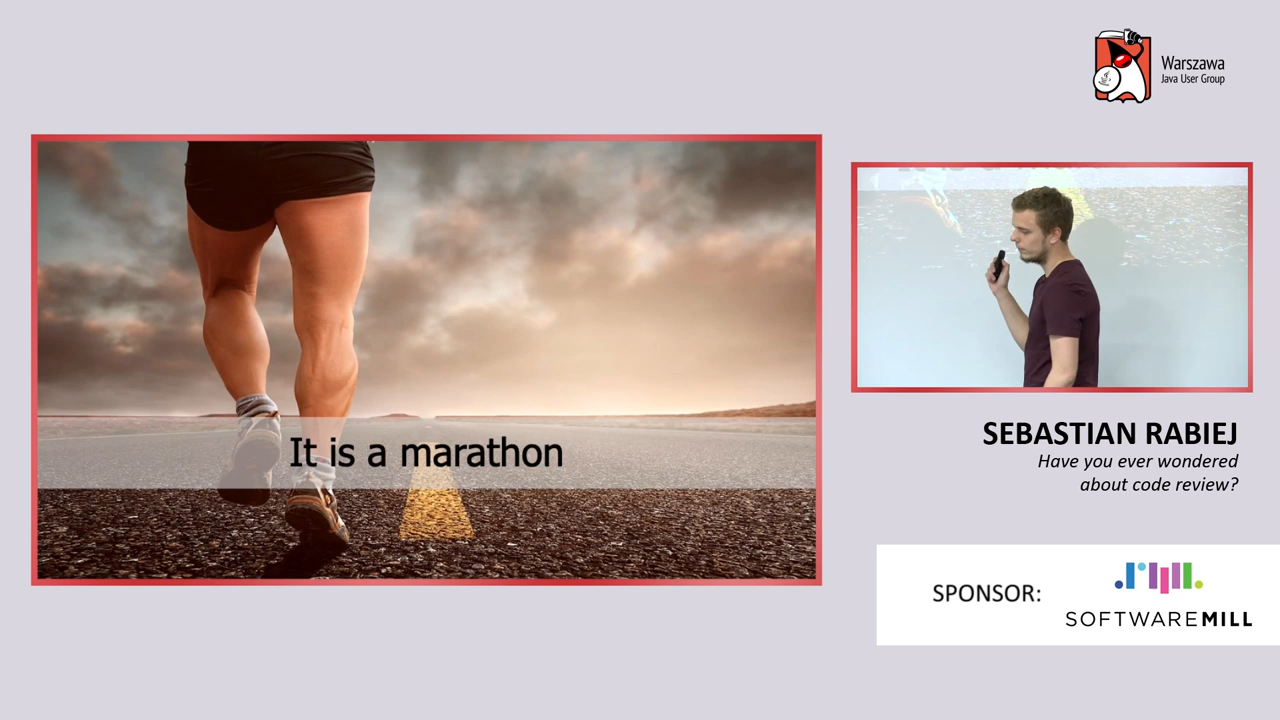 Warszawa
Java User Group
It is a marathon
SEBASTIAN RABIEJ
Have you ever wondered
about code review?
SPONSOR:
SOFTWAREMILL